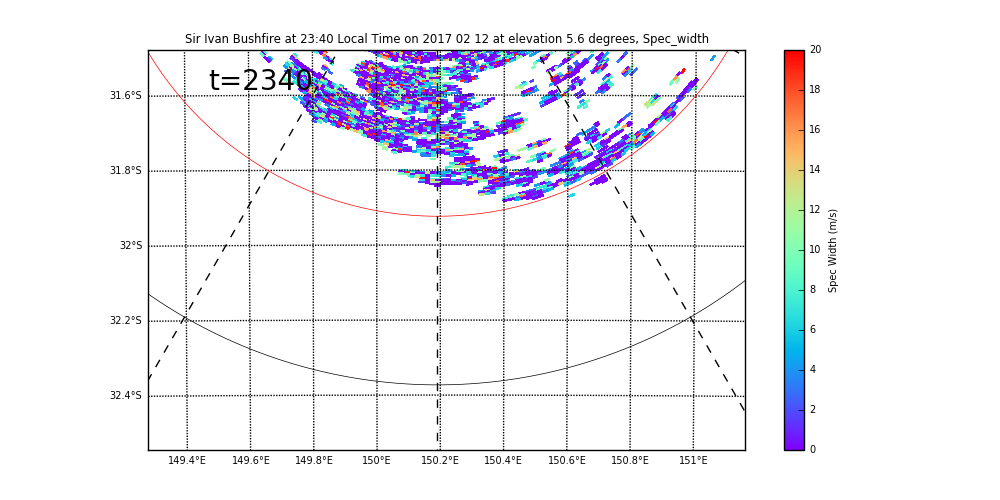 Sir Ivan Bushfire at 23:40 Local Time on 2017 02 12 at elevation 5.6 degrees, Spec_width
t=2340
31.6°S
31.8°S
32°S
32.2°S
32.4°S
149.4°E 149.6°E 149.8°E 150°E 150.2°E 150.4°E 150.6°E 150.8°E 151°E
20
18
16
14
12
10
8
6
4
2
0
Spec Width (m/s)